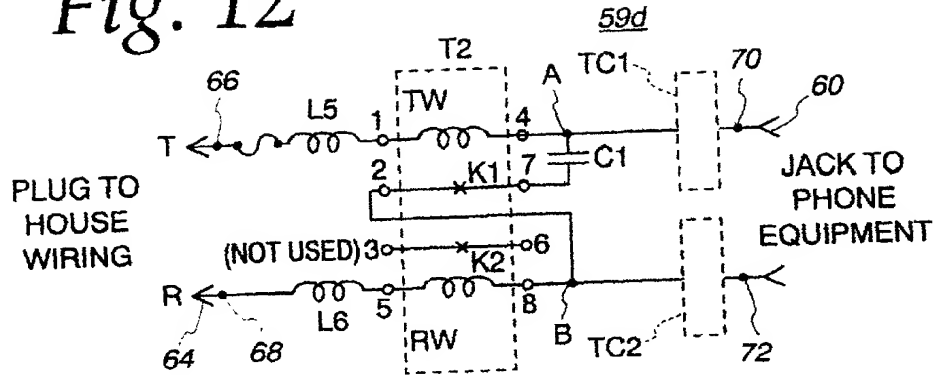 Fig. 12
59d
T2
A
TC1
70
60
66
L5
1
TW
4
T
2
K1
7
C1
PLUG TO
HOUSE
WIRING
JACK TO
PHONE
EQUIPMENT
(NOT USED) 3
6
K2
R
L6
5
8
B
64
68
RW
TC2
72